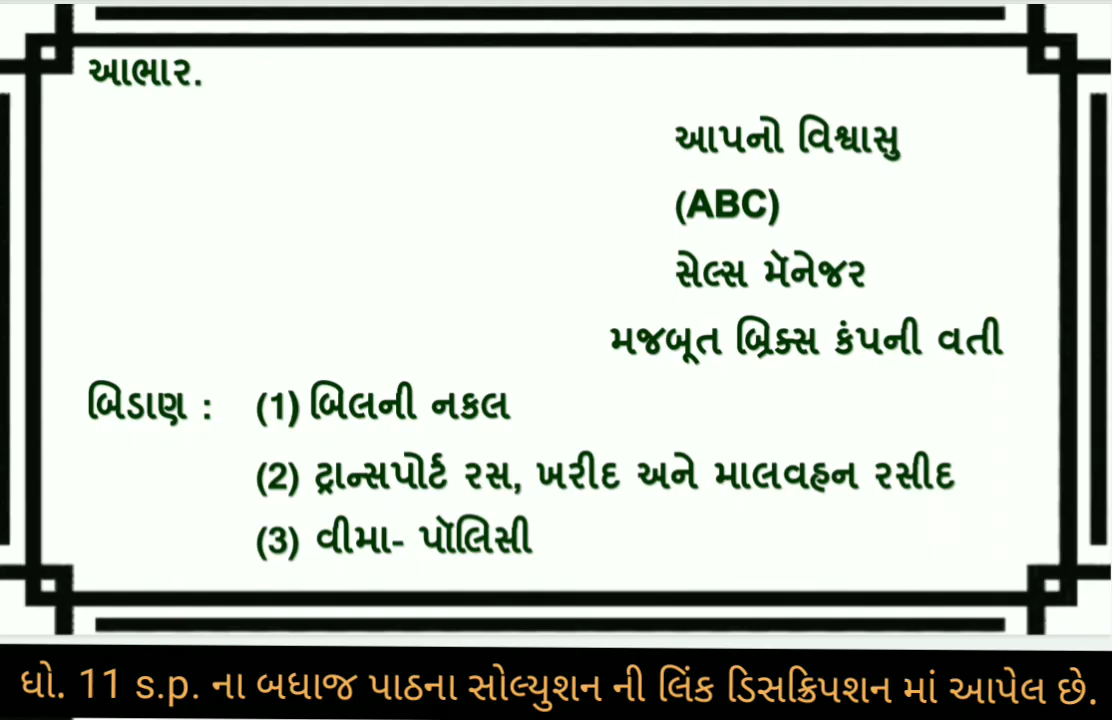 આભાર.
આપનો વિશ્વાસુ
(ABC)
સેલ્સ મૅનેજર
મજબૂત બ્રિક્સ કંપની વતી
બિડાણ : (1) બિલની નકલ
(2) ટ્રાન્સપોર્ટ રસ, ખરીદ અને માલવહન રસીદ
(3) વીમા- પૉલિસી
ધો. 11 s.p. ના બધાજ પાઠના સોલ્યુશન ની લિંક ડિસક્રિપશન માં આપેલ છે.